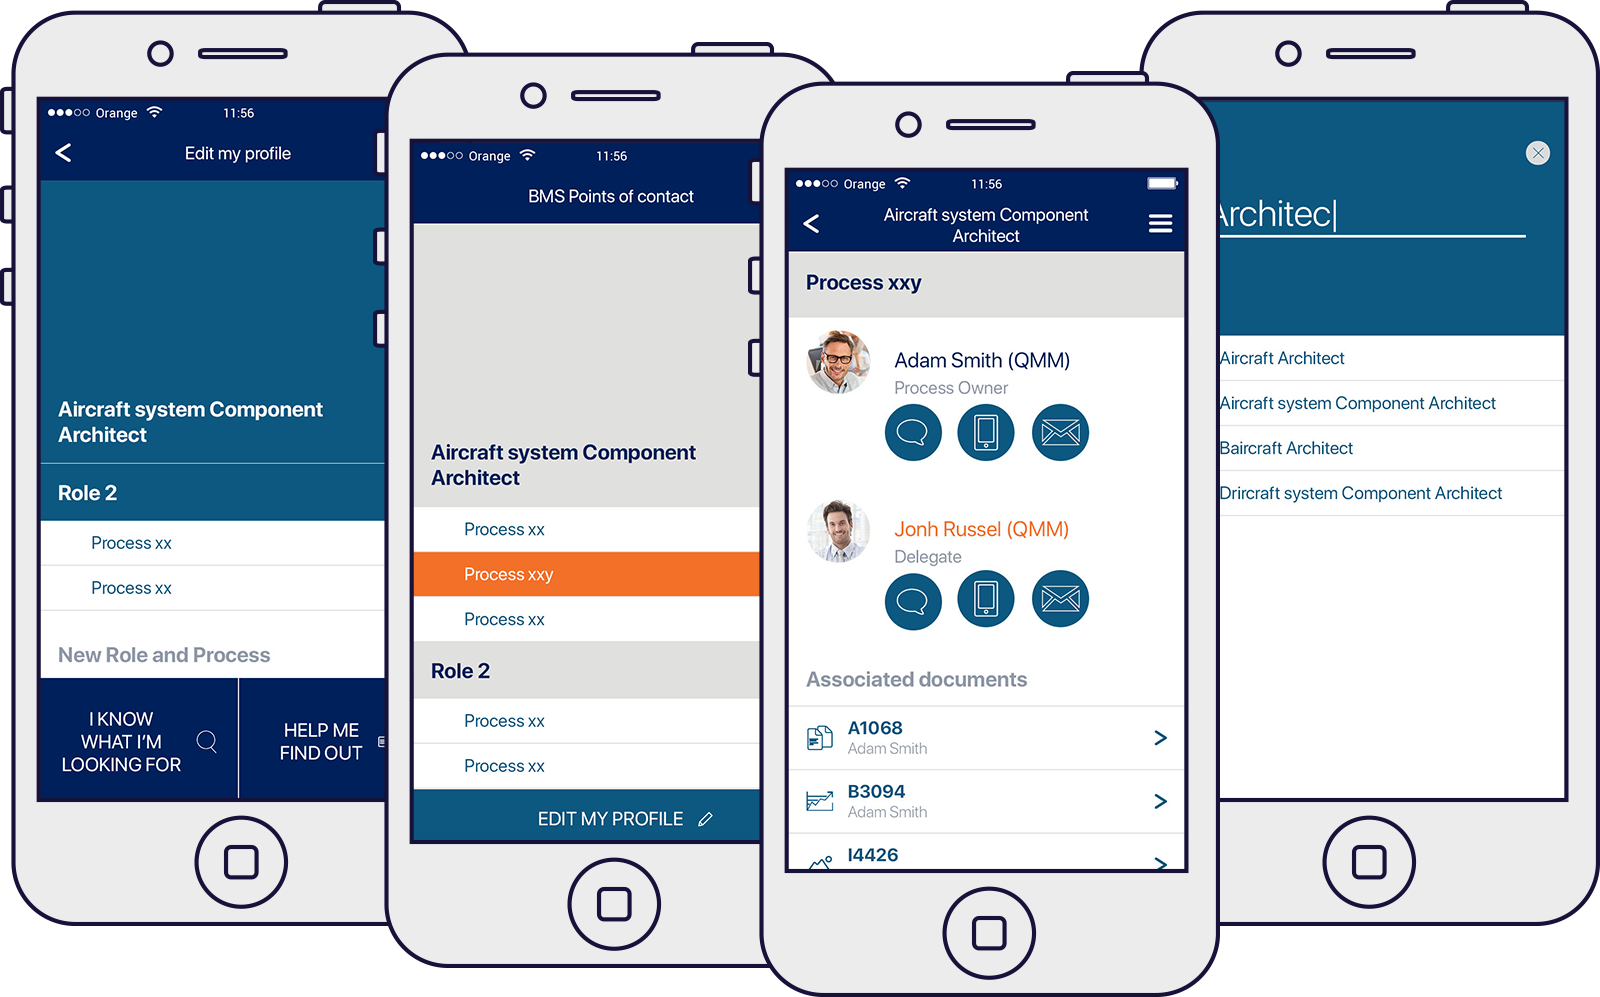 Orange 11:56
Edit my profile
Aircraft system Component
Architect
Role 2
Process xx
Process xx
New Role and Process
I KNOW
WHAT I'M
LOOKING FOR
HELP ME
FIND OUT
Orange 11:56
BMS Points of contact
Aircraft system Component
Architect
Process xx
Process xxy
Process xx
Role 2
Process xx
Process xx
EDIT MY PROFILE
Orange 11:56
Aircraft system Component
Architect
Process xxy
Adam Smith (QMM)
Process Owner
Jonh Russel (QMM)
Delegate
Associated documents
A1068
Adam Smith
B3094
Adam Smith
I4426
Architec
Aircraft Architect
Aircraft system Component Architect
Baircraft Architect
Drircraft system Component Architect